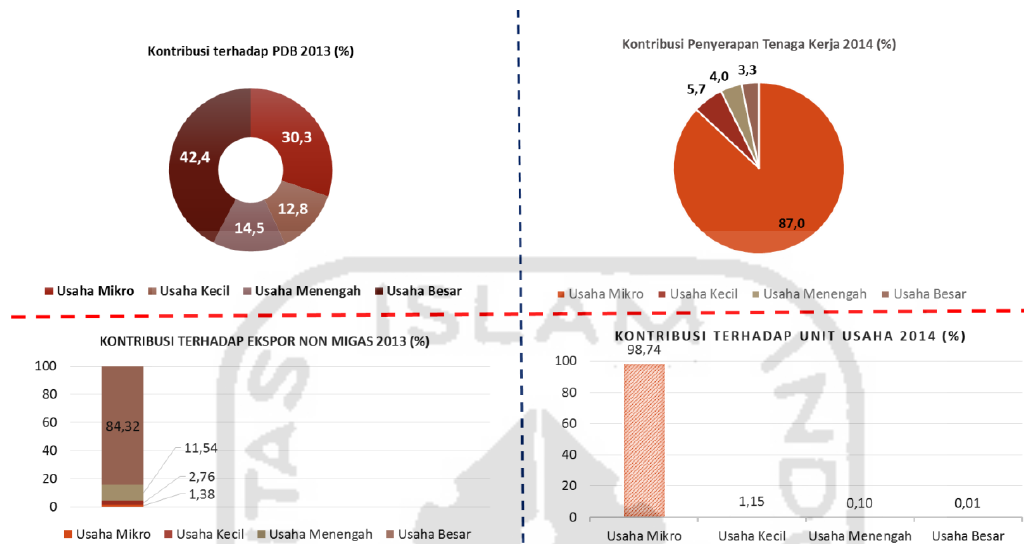 Kontribusi terhadap PDB 2013 (%)
30,3
42,4
12,8
14,5
Usaha Mikro Usaha Kecil Usaha Menengah Usaha Besar
Kontribusi Penyerapan Tenaga Kerja 2014 (%)
3,3
4,0
5,7
87,0
Usaha Mikro Usaha Kecil Usaha Menengah Usaha Besar
KONTRIBUSI TERHADAP EKSPOR NON MIGAS 2013 (%)
100
80
60
40
20
0
84,32
11,54
2,76
1,38
Usaha Mikro Usaha Kecil Usaha Menengah Usaha Besar
KONTRIBUSI TERHADAP UNIT USAHA 2014 (%)
98,74
100
80
60
40
20
0
1,15
0,10
0,01
Usaha Mikro Usaha Kecil Usaha Menengah Usaha Besar
ISLAM
TAS
INDO